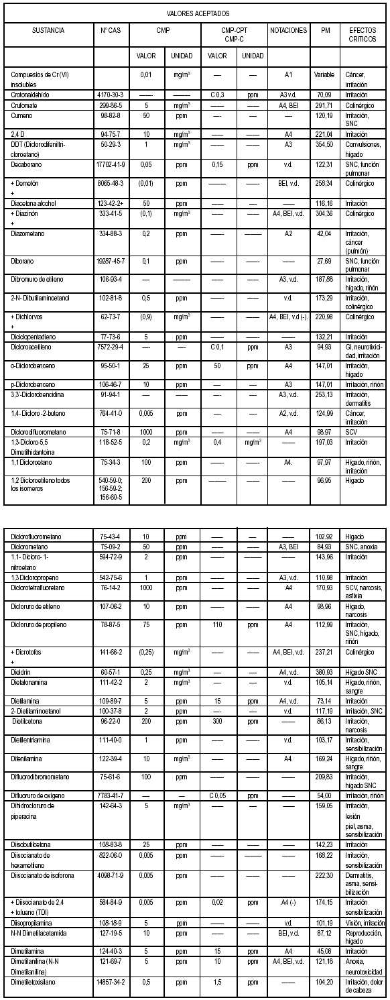 VALORES ACEPTADOS
SUSTANCIA N° CAS CMP CMP-CPT CMP-C NOTACIONES PM EFECTOS CRITICOS
VALOR UNIDAD VALOR UNIDAD
Compuestos de Cr (VI) insolubles 0,01 mg/m³ —- —- A1 Variable Cáncer, irritación
Crotonaldehído 4170-30-3 ——- ——— C 0,3 ppm A3 v.d. 70,09 Irritación
Crufomate 299-86-5 5 mg/m³ —— —— A4, BEI 291,71 Colinérgico
Cumeno 98-82-8 50 ppm —- —- —— 120,19 Irritación, SNC
2,4 D 94-75-7 10 mg/m³ —— —— A4 221,04 Irritación
DDT (Diclorodifeniltri-cloroetano) 50-29-3 1 mg/m³ ——- ——- A3 354,50 Convulsiones, hígado
Decaborano 17702-41-9 0,05 ppm 0,15 ppm v.d. 122,31 SNC, función pulmonar
+ Demetón + 8065-48-3 (0,01) ppm ——— ——- BEI, v.d. 258,34 Colinérgico
Diacetona alcohol 123-42-2+ 50 ppm —— —- —— 116,16 Irritación
+ Diazinón + 333-41-5 (0,1) mg/m³ —— ——- A4, BEI, v.d. 304,36 Colinérgico
Diazometano 334-88-3 0,2 ppm ——- ——— A2 42,04 Irritación, cáncer (pulmón)
Diborano 19287-45-7 0,1 ppm ——- —— —— 27,69 SNC, función pulmonar
Dibromuro de etileno 106-93-4 —- ——— —— —— A3, v.d. 187,88 Irritación, hígado, riñón
2-N- Dibutilaminoetanol 102-81-8 0,5 ppm —— —— v.d. 173,29 Irritación, colinérgico
+ Dichlorvos + 62-73-7 (0,9) mg/m³ —— ——- A4, BEI, v.d (-). 220,98 Colinérgico
Diciclopentadieno 77-73-6 5 ppm ——- ——- ——- 132,21 Irritación
Dicloroacetileno 7572-29-4 —-- —-- C 0,1 ppm A3 94,93 GI, neurotixici-dad, irritación
o-Diclorobenceno 95-50-1 25 ppm 50 ppm A4 147,01 Irritación, hígado
p-Diclorobenceno 106-46-7 10 ppm —- —- A3 147,01 Irritación, riñón
3,3'-Diclorobencidina 91-94-1 —- —— —- —— A3, v.d. 253,13 Irritación, dermatitis
1,4- Dicloro -2-buteno 764-41-0 0,005 ppm —- —— A2, v.d. 124,99 Cáncer, irritación
Diclorodifluorometano 75-71-8 1000 ppm —— ——- A4 98,97 SCV
1,3-Dicloro-5,5 Dimetilhidantoina 118-52-5 0,2 mg/m³ 0,4 mg/m³ —— 197,03 Irritación
1,1 Dicloroetano 75-34-3 100 ppm ——- ——- A4. 97,97 Hígado, riñón, irritación
1,2 Dicloroetileno todos los isomeros 540-59-0; 156-59-2; 156-60-5 200 ppm ——— —— —— 96,95 Hígado
Diclorofluorometano 75-43-4 10 ppm —— —- —— 102.92 Hígado
Diclorometano 75-09-2 50 ppm —— —— A3, BEI 84,93 SNC, anoxia
1.1- Dicloro- 1- nitroetano 594-72-9 2 ppm ——- ——— —— 143,96 Irritación
1,3 Dicloropropeno 542-75-6 1 ppm —— ——- A3, v.d. 110,98 Irritación
Diclorotetrafluoretano 76-14-2 1000 ppm —— —— A4 170,93 SCV, narcosis, asfixia
Dicloruro de etileno 107-06-2 10 ppm ——- ——- A4 98,96 Hígado, narcosis
Dicloruro de propileno 78-87-5 75 ppm 110 ppm A4 112,99 Irritación, SNC, hígado, riñón
+ Dicrotofos + 141-66-2 (0,25) mg/m³ —— —— A4, BEI, v.d. 237,21 Colinérgico
Dieldrin 60-57-1 0,25 mg/m³ —— —— A4, v.d. 380,93 Hígado SNC
Dietalonamina 111-42-2 2 mg/m³ ——- —- v.d. 105,14 Hígado, riñón, sangre
Dietilamina 109-89-7 5 ppm 15 ppm A4, v.d. 73,14 Irritación
2- Dietilaminoetanol 100-37-8 2 ppm —- —- v.d. 117,19 Irritación, SNC
Dietilcetona 96-22-0 200 ppm 300 ppm —— 86,13 Irritación, narcosis
Dietilentriamina 111-40-0 1 ppm —— ——- v.d. 103,17 Irritación, sensibilización
Difenilamina 122-39-4 10 mg/m³ —— —— A4. 169,24 Hígado, riñón, sangre.
Difluorodibromometano 75-61-6 100 ppm —— —— —— 209,83 Irritación, hígado SNC
Difluoruro de oxígeno 7783-41-7 —- — C 0,05 ppm —— 54,00 Irritación, riñón
Dihidrocloruro de piperacina 142-64-3 5 mg/m³ —- —— —— 159,05 Irritación, lesión piel, asma, sensibilización
Diisobutilcetona 108-83-8 25 ppm —— —— —— 142,23 Irritación
Diisocianato de hexametileno 822-06-0 0,005 ppm ——- ——— —— 168,22 Irritación, sensibilización
Diisocianato de isoforona 4098-71-9 0,005 ppm —— —— —— 222,30 Dermatitis, asma, sensi-bilización
+ Diisocianato de 2,4 + tolueno (TDI) 584-84-9 0,005 ppm 0,02 ppm A4 (-) 174,15 Irritación sensibilización
Diisopropilamina 108-18-9 5 ppm —— —— v.d. 101,19 Visión, irritación
N-N Dimetilacetamida 127-19-5 10 ppm —— —— BEI, v.d. 87,12 Reproducción, hígado
Dimetilamina 124-40-3 5 ppm 15 ppm A4 45,08 Irritación
Dimetilanilina (N-N Dimetilanilina) 121-69-7 5 ppm 10 ppm A4, BEI, v.d. 121,18 Anoxia, neurotoxicidad
Dimetiletoxisilano 14857-34-2 0,5 ppm 1,5 ppm —— 104,20 Irritación, dolor de cabeza